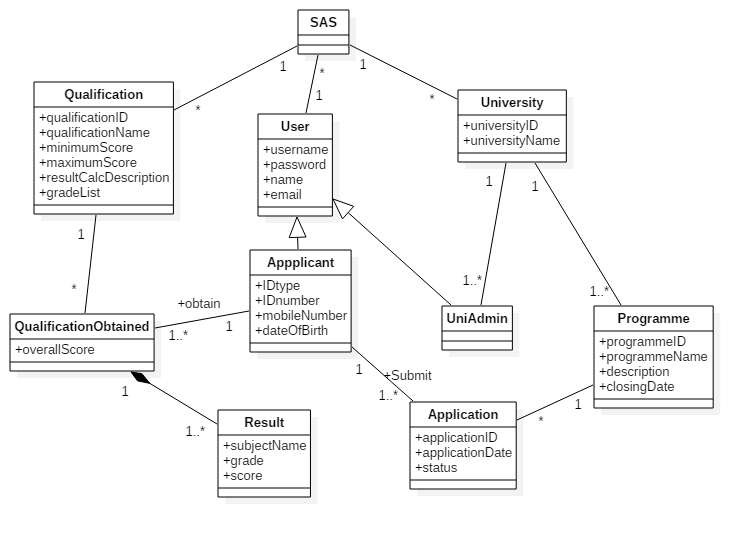 SAS
1
*
1
*
1
*
Qualification
+qualificationID
+qualificationName
+minimumScore
+maximumScore
+resultCalcDescription
+gradeList
User
+username
+password
+name
+email
University
+universityID
+universityName
1
*
1
1..*
1
1..*
Appplicant
+IDtype
+IDnumber
+mobileNumber
+dateOfBirth
+obtain
1..*
1
QualificationObtained
+overallScore
UniAdmin
Programme
+programmeID
+programmeName
+description
+closingDate
1
+Submit
1..*
1
*
1
1..*
Result
+subjectName
+grade
+score
Application
+applicationID
+applicationDate
+status